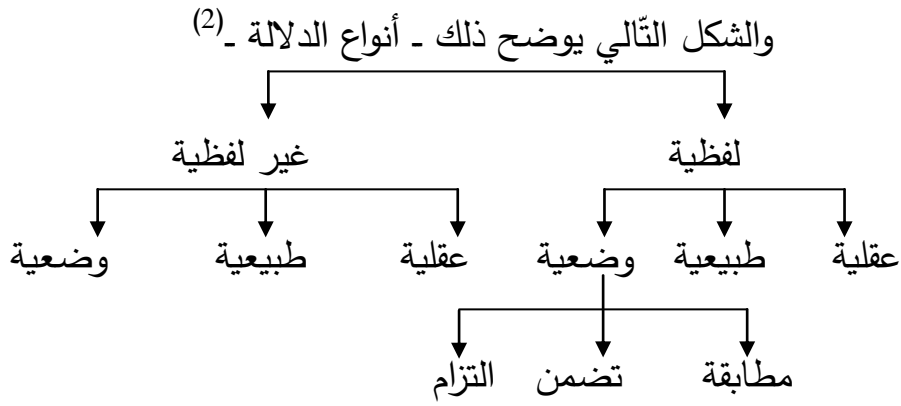 والشكل التّالي يوضح ذلك ـ أنواع الدلالة ـ(2)
لفظية غير لفظية
عقلية طبيعية وضعية عقلية طبيعية وضعية
مطابقة تضمن التزام